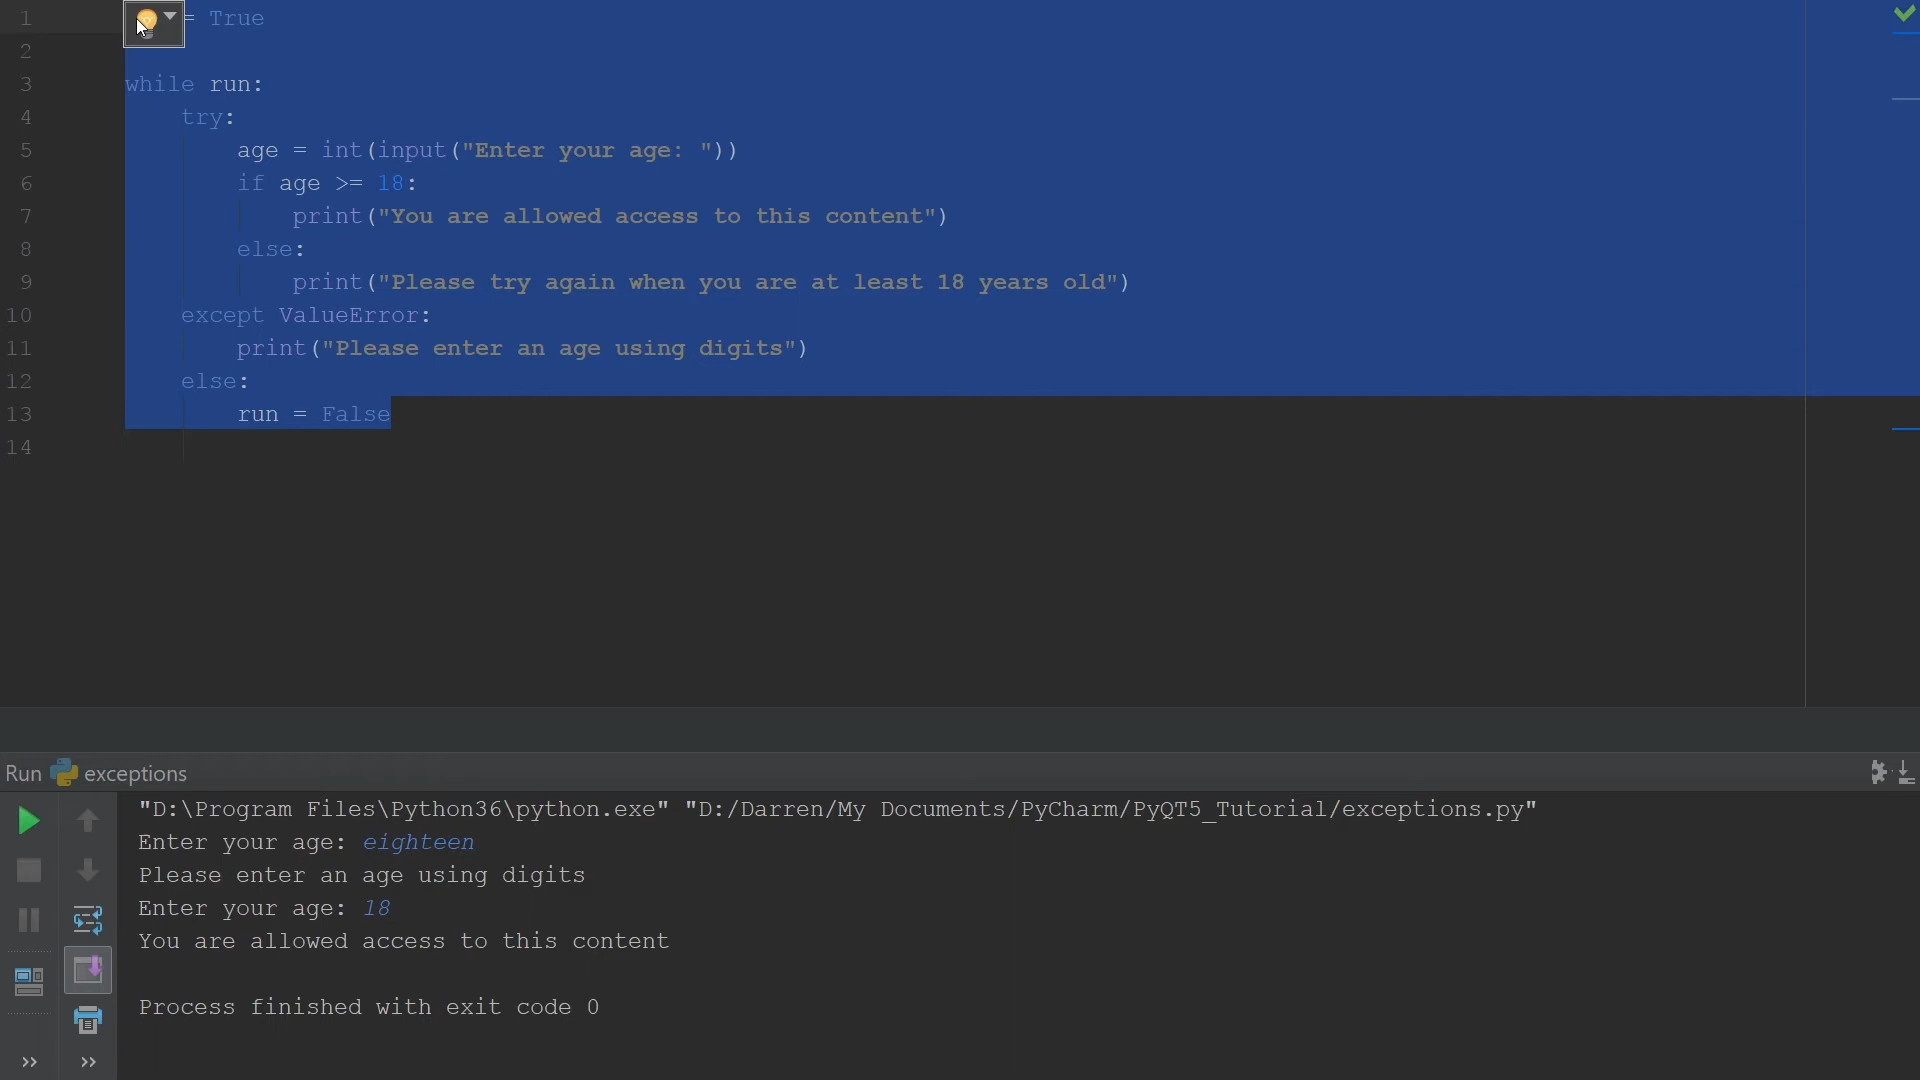 1 = True
2
3 while run:
4 try:
5 age = int(input("Enter your age: "))
6 if age >= 18:
7 print("You are allowed access to this content")
8 else:
9 print("Please try again when you are at least 18 years old")
10 except ValueError:
11 print("Please enter an age using digits")
12 else:
13 run = False
14
Run exceptions
"D:\Program Files\Python36\python.exe" "D:/Darren/My Documents/PyCharm/PyQT5_Tutorial/exceptions.py"
Enter your age: eighteen
Please enter an age using digits
Enter your age: 18
You are allowed access to this content
Process finished with exit code 0